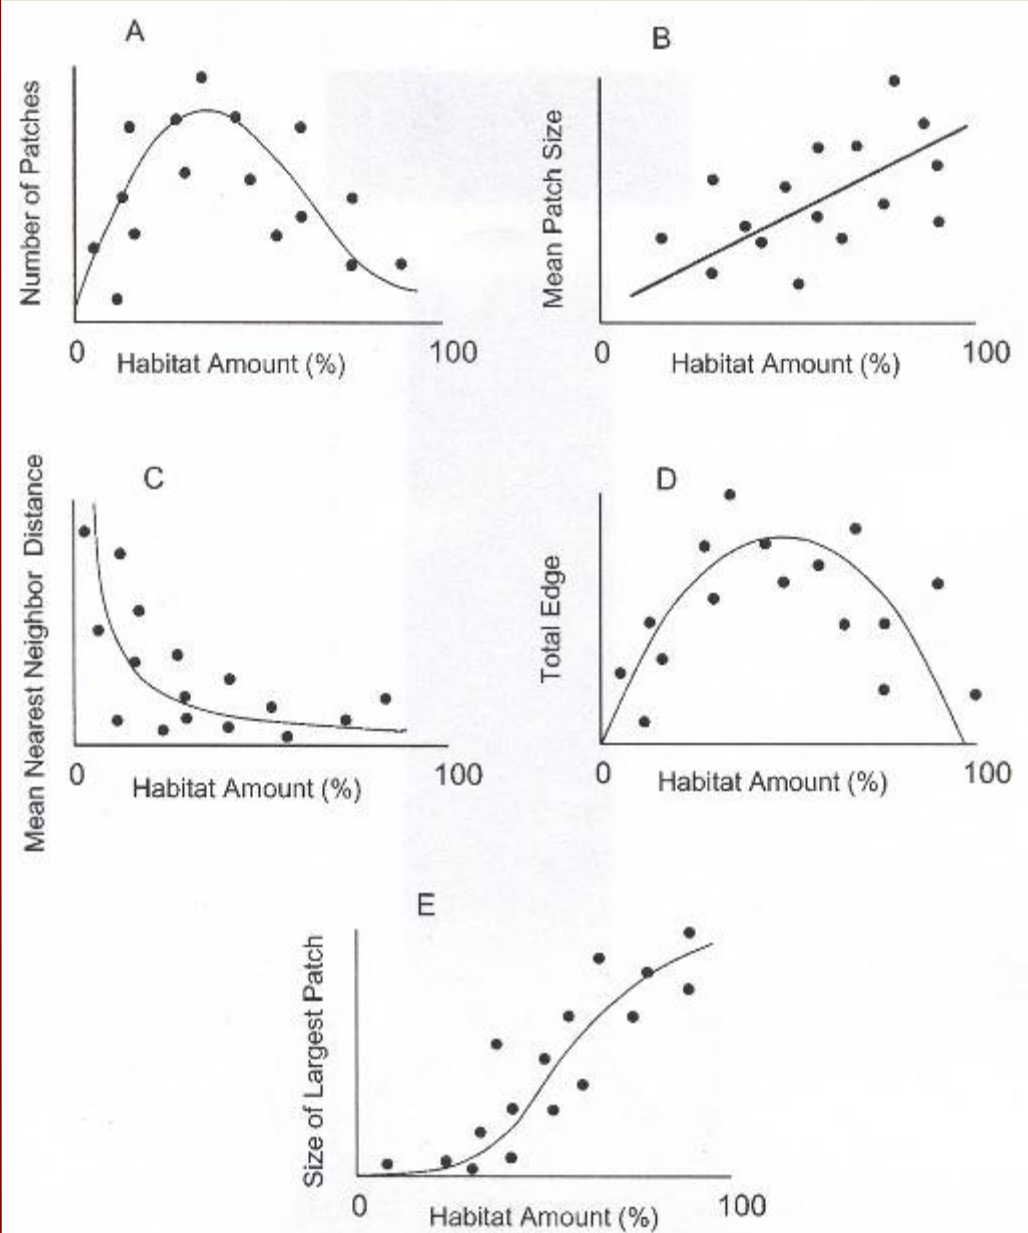 A
Number of Patches
0
100
Habitat Amount (%)
B
Mean Patch Size
0
100
Habitat Amount (%)
C
Mean Nearest Neighbor Distance
0
100
Habitat Amount (%)
D
Total Edge
0
100
Habitat Amount (%)
E
Size of Largest Patch
0
100
Habitat Amount (%)